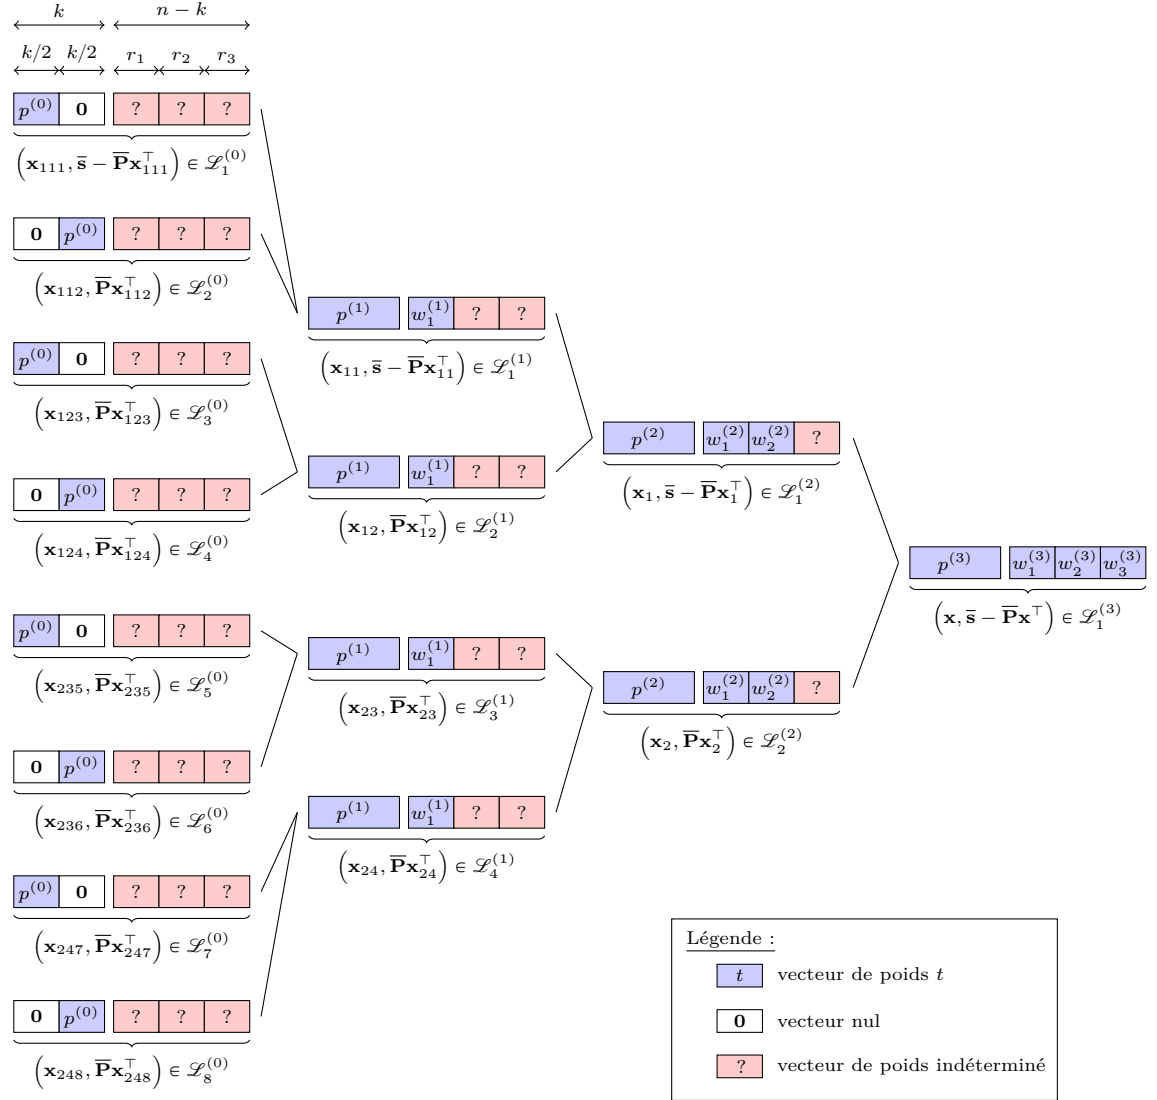 k n − k
k/2 k/2 r₁ r₂ r₃
p⁽⁰⁾ 0 ? ? ?
(x₁₁₁, s̄ − P̄x₁₁₁^⊤) ∈ ℒ₁⁽⁰⁾
0 p⁽⁰⁾ ? ? ?
(x₁₁₂, P̄x₁₁₂^⊤) ∈ ℒ₂⁽⁰⁾
p⁽⁰⁾ 0 ? ? ?
(x₁₂₃, P̄x₁₂₃^⊤) ∈ ℒ₃⁽⁰⁾
0 p⁽⁰⁾ ? ? ?
(x₁₂₄, P̄x₁₂₄^⊤) ∈ ℒ₄⁽⁰⁾
p⁽⁰⁾ 0 ? ? ?
(x₂₃₅, P̄x₂₃₅^⊤) ∈ ℒ₅⁽⁰⁾
0 p⁽⁰⁾ ? ? ?
(x₂₃₆, P̄x₂₃₆^⊤) ∈ ℒ₆⁽⁰⁾
p⁽⁰⁾ 0 ? ? ?
(x₂₄₇, P̄x₂₄₇^⊤) ∈ ℒ₇⁽⁰⁾
0 p⁽⁰⁾ ? ? ?
(x₂₄₈, P̄x₂₄₈^⊤) ∈ ℒ₈⁽⁰⁾
p⁽¹⁾ w₁⁽¹⁾ ? ?
(x₁₁, s̄ − P̄x₁₁^⊤) ∈ ℒ₁⁽¹⁾
p⁽¹⁾ w₁⁽¹⁾ ? ?
(x₁₂, P̄x₁₂^⊤) ∈ ℒ₂⁽¹⁾
p⁽¹⁾ w₁⁽¹⁾ ? ?
(x₂₃, P̄x₂₃^⊤) ∈ ℒ₃⁽¹⁾
p⁽¹⁾ w₁⁽¹⁾ ? ?
(x₂₄, P̄x₂₄^⊤) ∈ ℒ₄⁽¹⁾
p⁽²⁾ w₁⁽²⁾ w₂⁽²⁾ ?
(x₁, s̄ − P̄x₁^⊤) ∈ ℒ₁⁽²⁾
p⁽²⁾ w₁⁽²⁾ w₂⁽²⁾ ?
(x₂, P̄x₂^⊤) ∈ ℒ₂⁽²⁾
p⁽³⁾ w₁⁽³⁾ w₂⁽³⁾ w₃⁽³⁾
(x, s̄ − P̄x^⊤) ∈ ℒ₁⁽³⁾
Légende :
t vecteur de poids t
0 vecteur nul
? vecteur de poids indéterminé